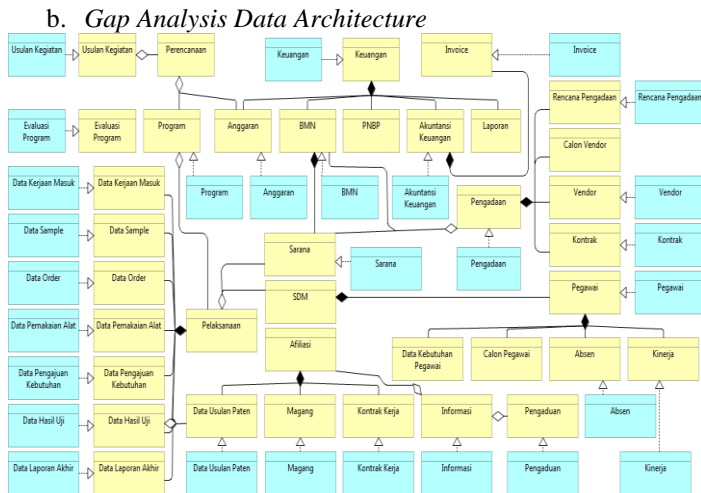 b. Gap Analysis Data Architecture
Usulan Kegiatan
Usulan Kegiatan
Perencanaan
Keuangan
Keuangan
Invoice
Invoice
Rencana Pengadaan
Rencana Pengadaan
Evaluasi
Program
Evaluasi
Program
Program
Anggaran
BMN
PNBP
Akuntansi
Keuangan
Laporan
Calon Vendor
Data Kerjaan Masuk
Data Kerjaan Masuk
Program
Anggaran
BMN
Akuntansi
Keuangan
Pengadaan
Vendor
Vendor
Data Sample
Data Sample
Sarana
Sarana
Pengadaan
Kontrak
Kontrak
Data Order
Data Order
SDM
Pegawai
Pegawai
Data Pemakaian Alat
Data Pemakaian Alat
Pelaksanaan
Afiliasi
Data Kebutuhan
Pegawai
Calon Pegawai
Absen
Kinerja
Data Pengajuan
Kebutuhan
Data Pengajuan
Kebutuhan
Data Hasil Uji
Data Hasil Uji
Data Usulan Paten
Magang
Kontrak Kerja
Informasi
Pengaduan
Absen
Data Laporan Akhir
Data Laporan Akhir
Data Usulan Paten
Magang
Kontrak Kerja
Informasi
Pengaduan
Kinerja